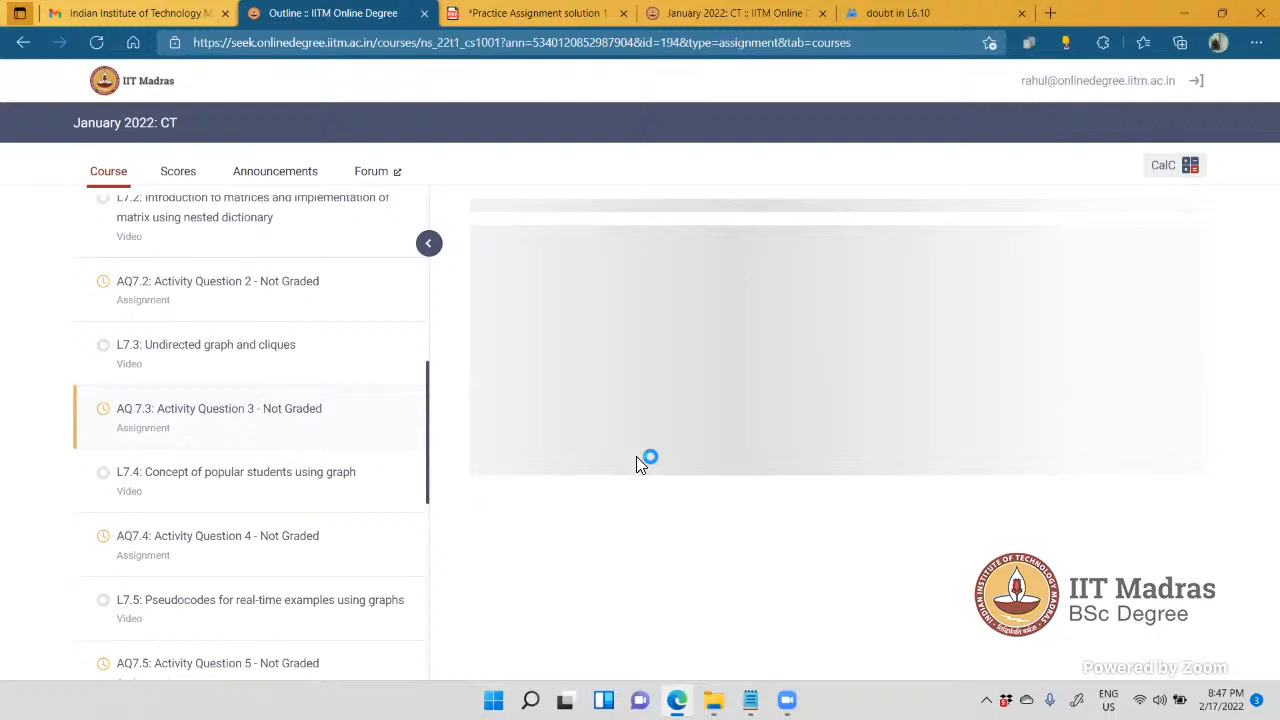 Indian Institute of Technology M
Outline :: IITM Online Degree
*Practice Assignment solution 1
January 2022: CT :: IITM Online D
doubt in L6.10
https://seek.onlinedegree.iitm.ac.in/courses/ns_22t1_cs1001?ann=5340120852987904&id=194&type=assignment&tab=courses
IIT Madras
rahul@onlinedegree.iitm.ac.in
January 2022: CT
Course
Scores
Announcements
Forum
CalC
L7.2: Introduction to matrices and implementation of
matrix using nested dictionary
Video
AQ7.2: Activity Question 2 - Not Graded
Assignment
L7.3: Undirected graph and cliques
Video
AQ 7.3: Activity Question 3 - Not Graded
Assignment
L7.4: Concept of popular students using graph
Video
AQ7.4: Activity Question 4 - Not Graded
Assignment
L7.5: Pseudocodes for real-time examples using graphs
Video
AQ7.5: Activity Question 5 - Not Graded
IIT Madras
BSc Degree
Powered by Zoom
ENG
US
8:47 PM
2/17/2022
3